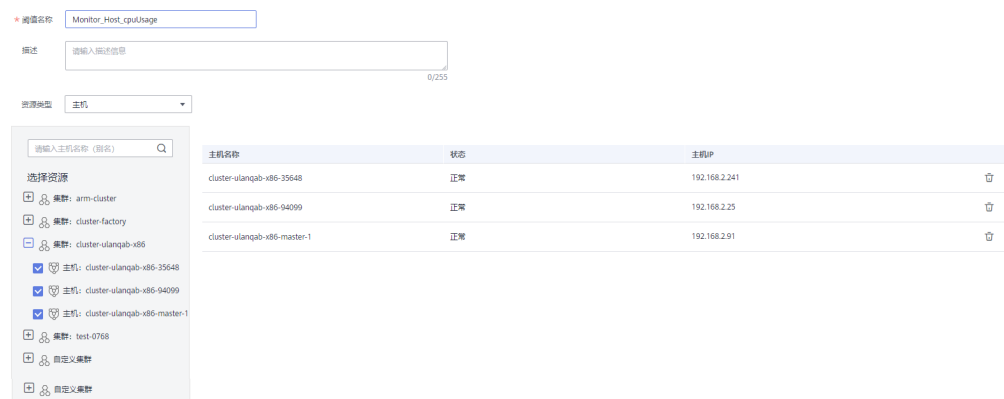 * 阈值名称 Monitor_Host_cpuUsage
描述 请输入描述信息
0/255
资源类型 主机
请输入主机名称（别名）
选择资源
集群：arm-cluster
集群：cluster-factory
集群：cluster-ulanqab-x86
主机：cluster-ulanqab-x86-35648
主机：cluster-ulanqab-x86-94099
主机：cluster-ulanqab-x86-master-1
集群：test-0768
自定义集群
自定义集群
主机名称 状态 主机IP
cluster-ulanqab-x86-35648 正常 192.168.2.241
cluster-ulanqab-x86-94099 正常 192.168.2.25
cluster-ulanqab-x86-master-1 正常 192.168.2.91